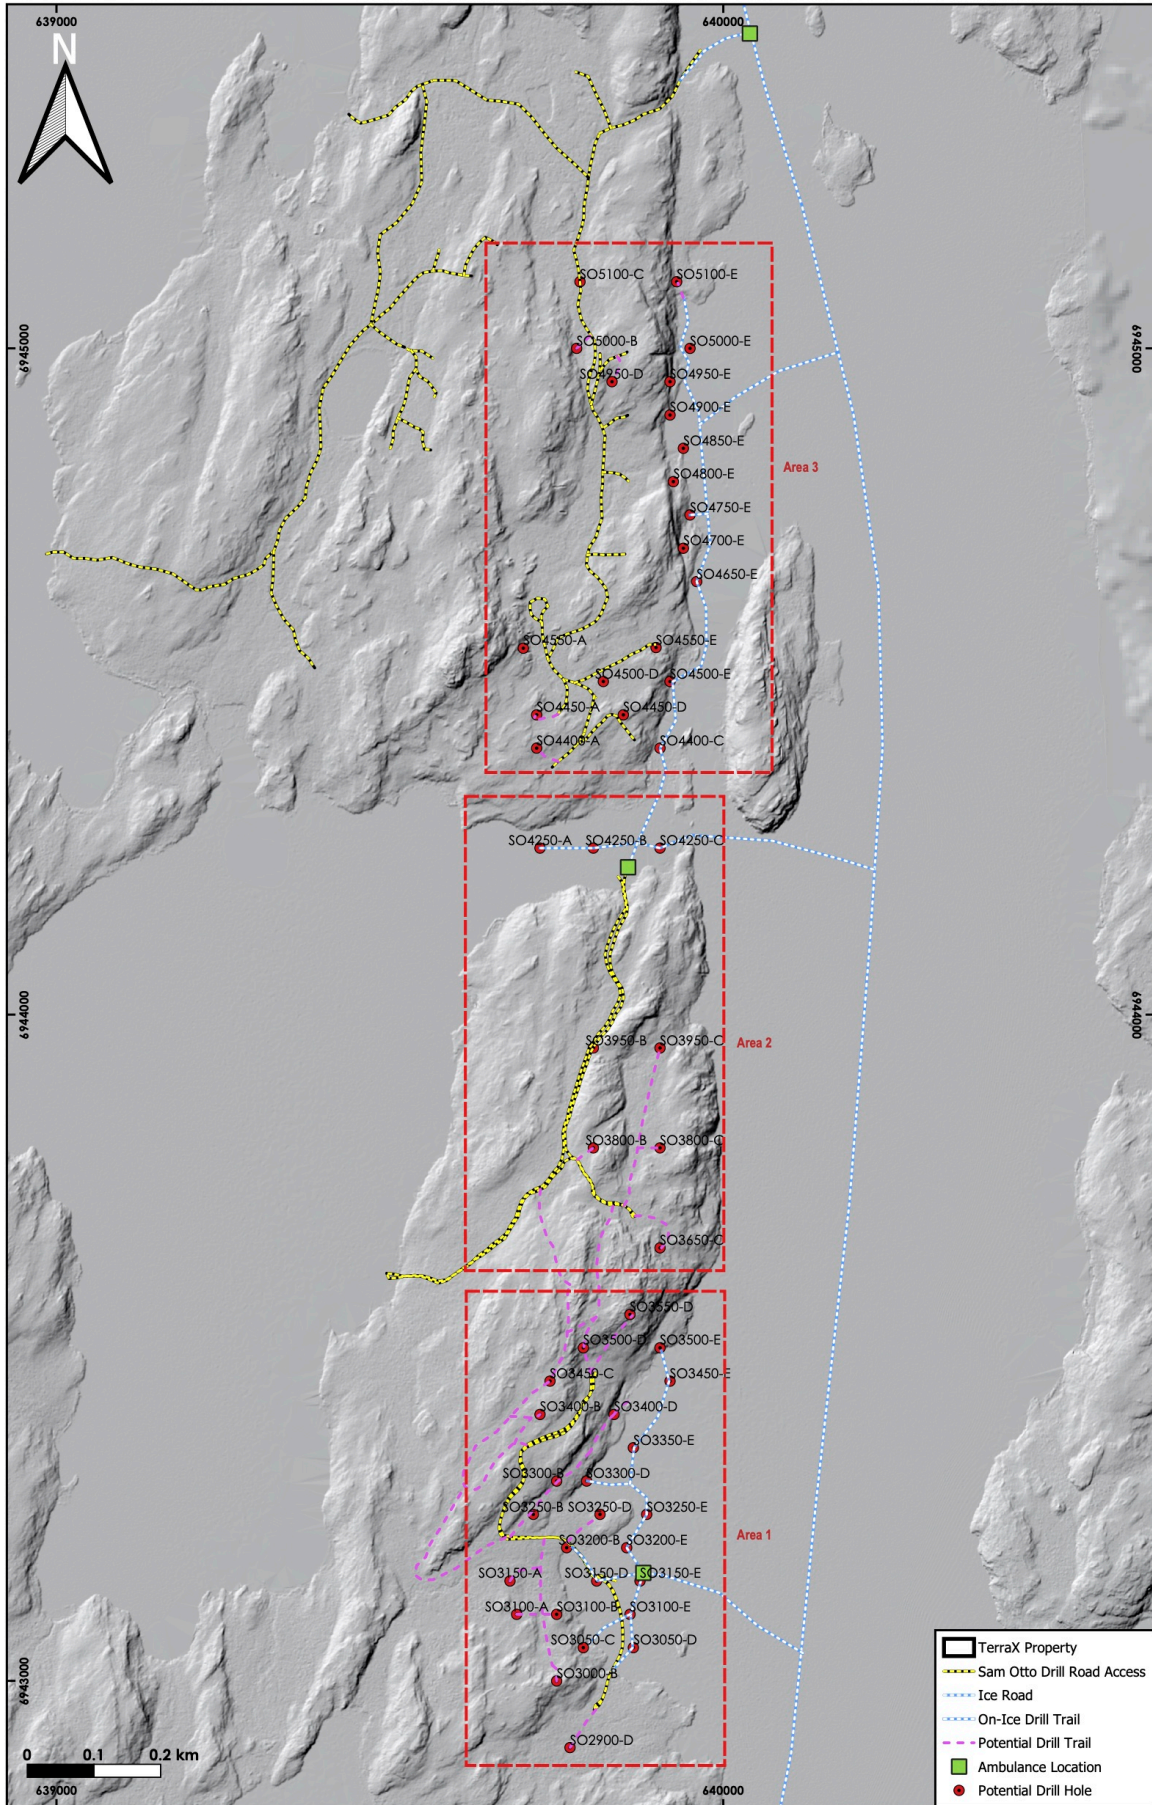 639000
640000
N
SO5100-C
SO5100-E
6945000
6945000
SO5000-B
SO5000-E
SO4950-D
SO4950-E
SO4900-E
SO4850-E
Area 3
SO4800-E
SO4750-E
SO4700-E
SO4650-E
SO4550-A
SO4550-E
SO4500-D
SO4500-E
SO4450-A
SO4450-D
SO4400-A
SO4400-C
SO4250-A
SO4250-B
SO4250-C
6944000
6944000
SO3950-B
SO3950-C
Area 2
SO3800-B
SO3800-C
SO3650-C
SO3550-D
SO3500-D
SO3500-E
SO3450-C
SO3450-E
SO3400-B
SO3400-D
SO3350-E
SO3300-B
SO3300-D
SO3250-B
SO3250-D
SO3250-E
Area 1
SO3200-B
SO3200-E
SO3150-A
SO3150-D
SO3150-E
SO3100-A
SO3100-B
SO3100-E
SO3050-C
SO3050-D
6943000
SO3000-B
SO2900-D
TerraX Property
Sam Otto Drill Road Access
Ice Road
On-Ice Drill Trail
Potential Drill Trail
Ambulance Location
Potential Drill Hole
0 0.1 0.2 km
639000
640000